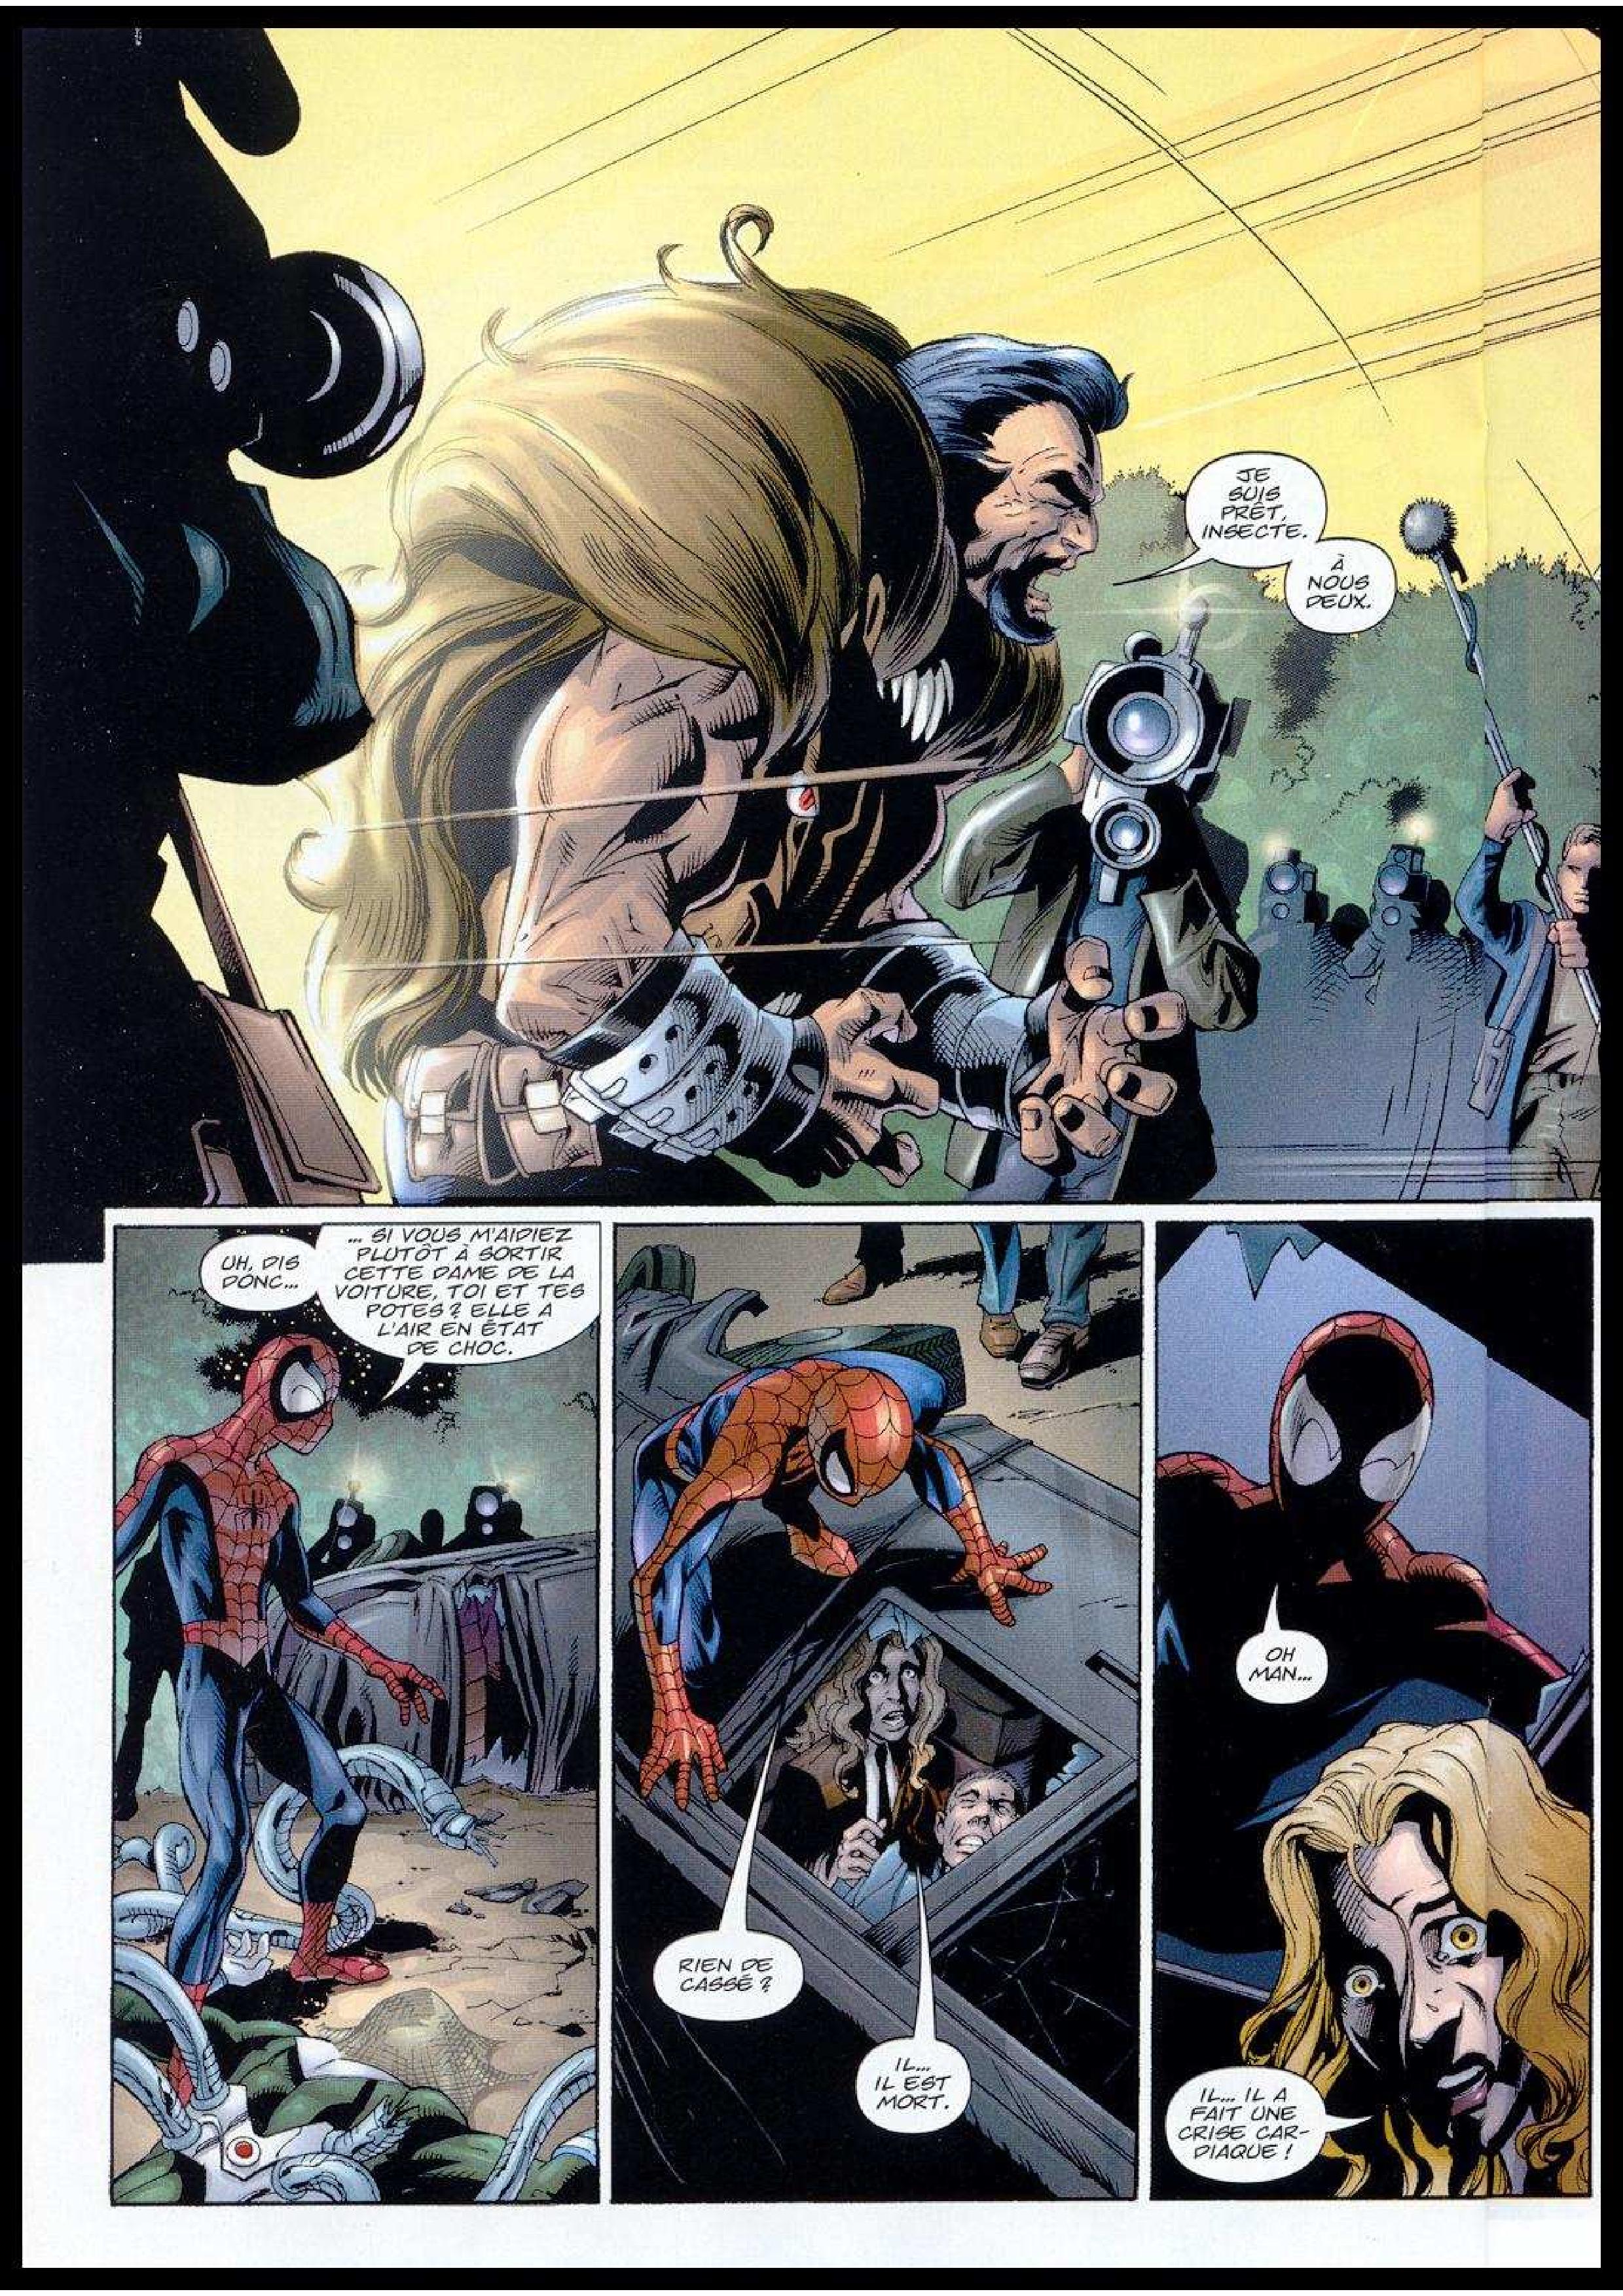 JE
SUIS
PRÊT,
INSECTE.
À
NOUS
DEUX.
UH, DIS
DONC...
... SI VOUS M'AIDIEZ
PLUTÔT À SORTIR
CETTE DAME DE LA
VOITURE, TOI ET TES
POTES ? ELLE A
L'AIR EN ÉTAT
DE CHOC.
RIEN DE
CASSÉ ?
IL...
IL EST
MORT.
OH
MAN...
IL... IL A
FAIT UNE
CRISE CAR-
DIAQUE !